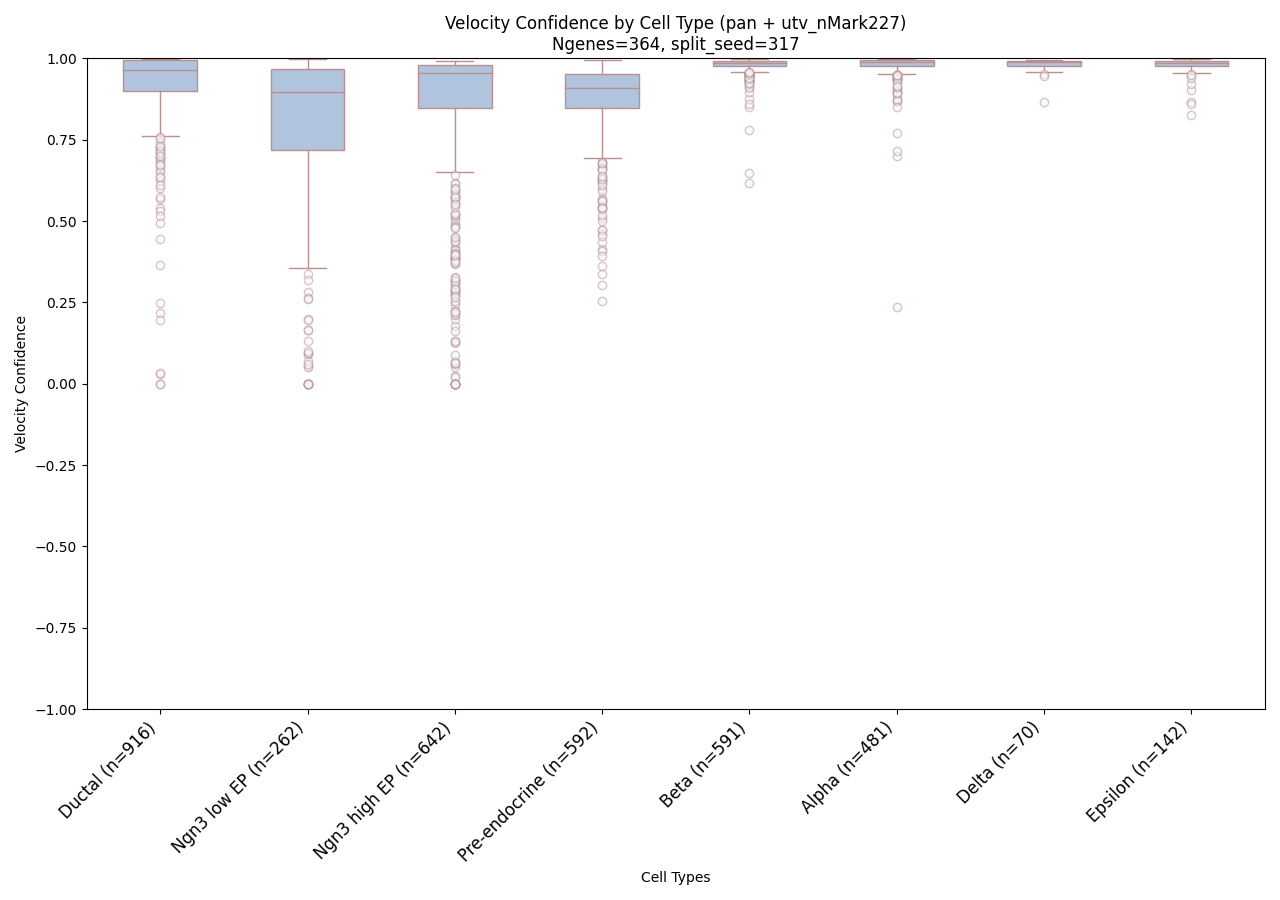 Velocity Confidence by Cell Type (pan + utv_nMark227)
Ngenes=364, split_seed=317
1.00
0.75
0.50
0.25
0.00
−0.25
−0.50
−0.75
−1.00
Velocity Confidence
Ductal (n=916)
Ngn3 low EP (n=262)
Ngn3 high EP (n=642)
Pre-endocrine (n=592)
Beta (n=591)
Alpha (n=481)
Delta (n=70)
Epsilon (n=142)
Cell Types